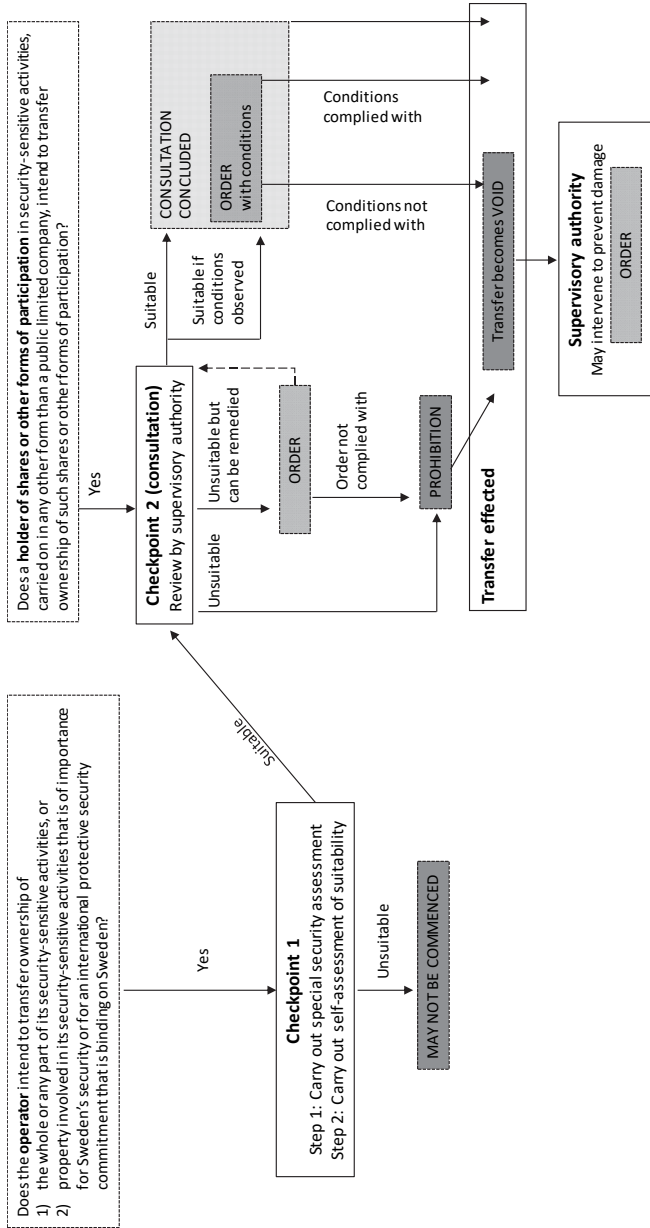 Does the operator intend to transfer ownership of
1) the whole or any part of its security-sensitive activities, or
2) property involved in its security-sensitive activities that is of importance
for Sweden's security or for an international protective security
commitment that is binding on Sweden?
Yes
Checkpoint 1
Step 1: Carry out special security assessment
Step 2: Carry out self-assessment of suitability
Unsuitable
MAY NOT BE COMMENCED
Suitable
Does a holder of shares or other forms of participation in security-sensitive activities,
carried on in any other form than a public limited company, intend to transfer
ownership of such shares or other forms of participation?
Yes
Checkpoint 2 (consultation)
Review by supervisory authority
Unsuitable
Unsuitable but
can be remedied
ORDER
Order not
complied with
PROHIBITION
Suitable
Suitable if
conditions
observed
CONSULTATION
CONCLUDED
ORDER
with conditions
Conditions not
complied with
Conditions
complied with
Transfer effected
Transfer becomes VOID
Supervisory authority
May intervene to prevent damage
ORDER